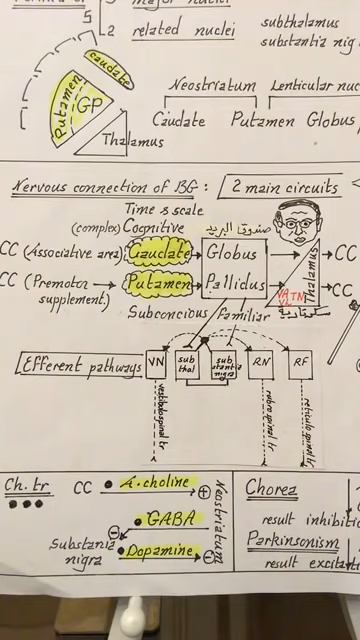 major nuclei
5
2 related nuclei
subthalamus
substantia nig
caudate
Putamen
GP
Thalamus
Neostriatum
Lenticular nuc
Caudate
Putamen
Globus
Nervous connection of BG : 2 main circuits
Time & scale
(complex) Cognitive
صندوق البريد
CC (Associative area)
Caudate
Globus
Thalamus
CC
CC (Premotor
Putamen
Pallidus
CC
supplement.)
VA
VL
TN
Subconcious
familiar
سكرتارية
Efferent pathways
VN
sub
thal
sub
stantia
nigra
RN
RF
vestibulospinal tr
rubrospinal tr
reticulospinal tr
Ch. tr
CC
A.choline
+
Neostriatum
GABA
-
Substania
nigra
Dopamine
-
Chorea
result inhibiti
Parkinsonism
result excitati